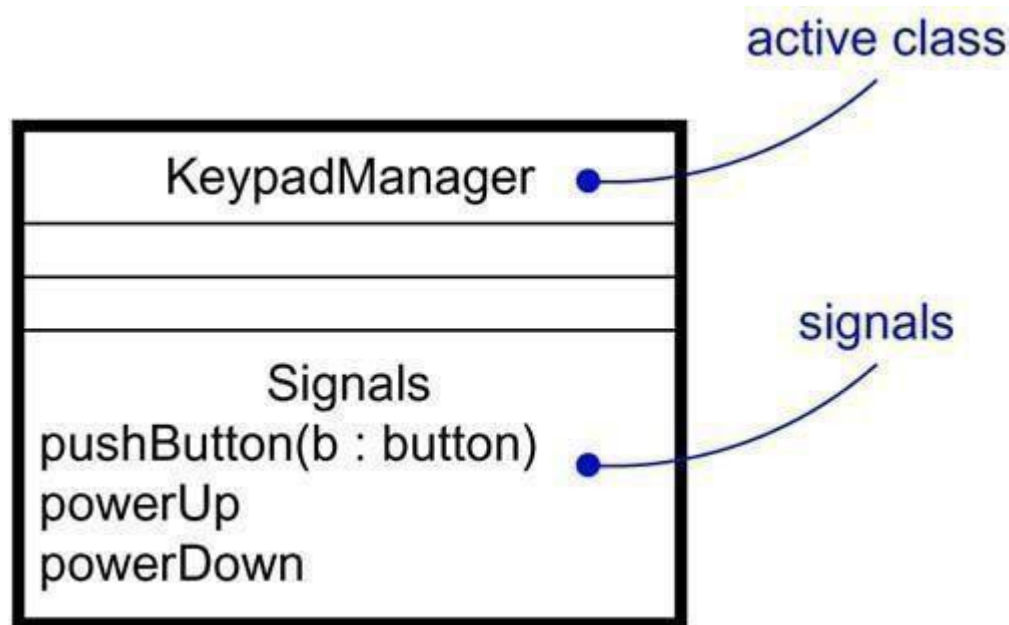 active class
KeypadManager
signals
Signals
pushButton(b : button)
powerUp
powerDown